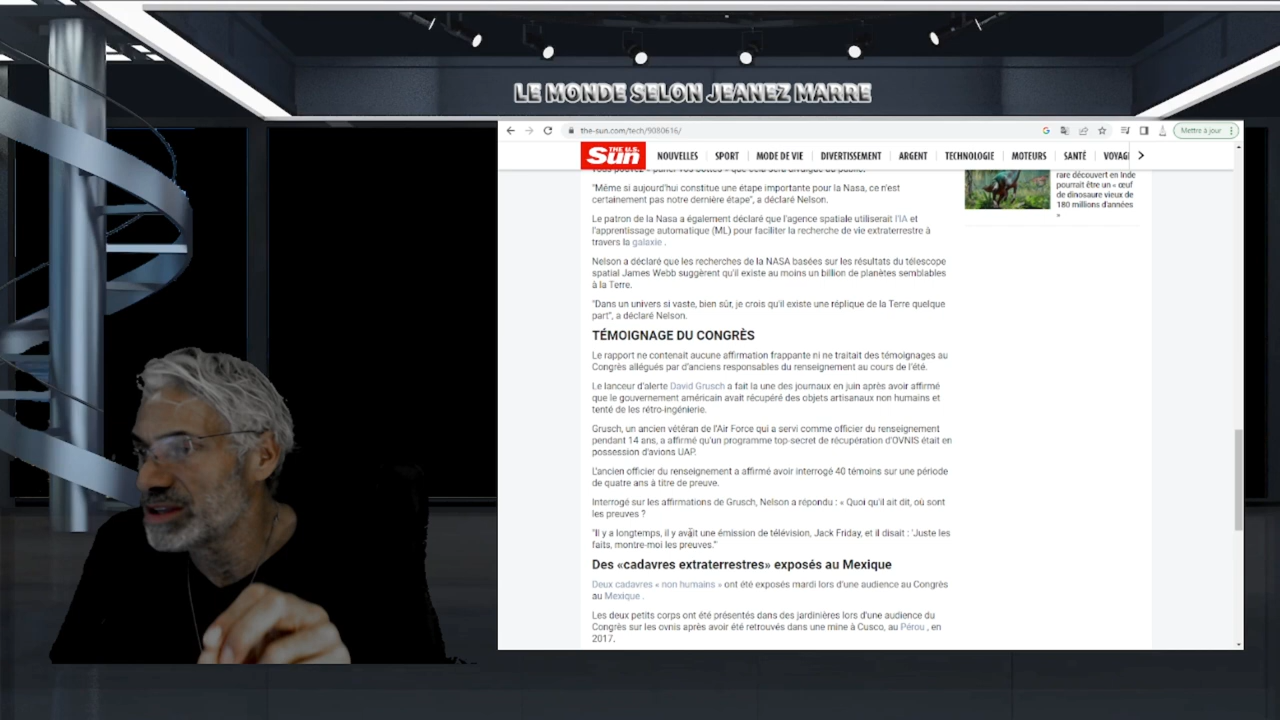 LE MONDE SELON JEANEZ MARRE
the-sun.com/tech/9080616/
Mettre à jour
THE U.S. Sun
NOUVELLES SPORT MODE DE VIE DIVERTISSEMENT ARGENT TECHNOLOGIE MOTEURS SANTÉ VOYAG
"Même si aujourd'hui constitue une étape importante pour la Nasa, ce n'est
certainement pas notre dernière étape", a déclaré Nelson.
Le patron de la Nasa a également déclaré que l'agence spatiale utiliserait l'IA et
l'apprentissage automatique (ML) pour faciliter la recherche de vie extraterrestre à
travers la galaxie .
Nelson a déclaré que les recherches de la NASA basées sur les résultats du télescope
spatial James Webb suggèrent qu'il existe au moins un billion de planètes semblables
à la Terre.
"Dans un univers si vaste, bien sûr, je crois qu'il existe une réplique de la Terre quelque
part", a déclaré Nelson.
TÉMOIGNAGE DU CONGRÈS
Le rapport ne contenait aucune affirmation frappante ni ne traitait des témoignages au
Congrès allégués par d'anciens responsables du renseignement au cours de l'été.
Le lanceur d'alerte David Grusch a fait la une des journaux en juin après avoir affirmé
que le gouvernement américain avait récupéré des objets artisanaux non humains et
tenté de les rétro-ingénierie.
Grusch, un ancien vétéran de l'Air Force qui a servi comme officier du renseignement
pendant 14 ans, a affirmé qu'un programme top-secret de récupération d'OVNIS était en
possession d'avions UAP.
L'ancien officier du renseignement a affirmé avoir interrogé 40 témoins sur une période
de quatre ans à titre de preuve.
Interrogé sur les affirmations de Grusch, Nelson a répondu : « Quoi qu'il ait dit, où sont
les preuves ?
"Il y a longtemps, il y avait une émission de télévision, Jack Friday, et il disait : 'Juste les
faits, montre-moi les preuves."
Des «cadavres extraterrestres» exposés au Mexique
Deux cadavres « non humains » ont été exposés mardi lors d'une audience au Congrès
au Mexique .
Les deux petits corps ont été présentés dans des jardinières lors d'une audience du
Congrès sur les ovnis après avoir été retrouvés dans une mine à Cusco, au Pérou , en
2017.
rare découvert en Inde
pourrait être un « œuf
de dinosaure vieux de
180 millions d'années
»